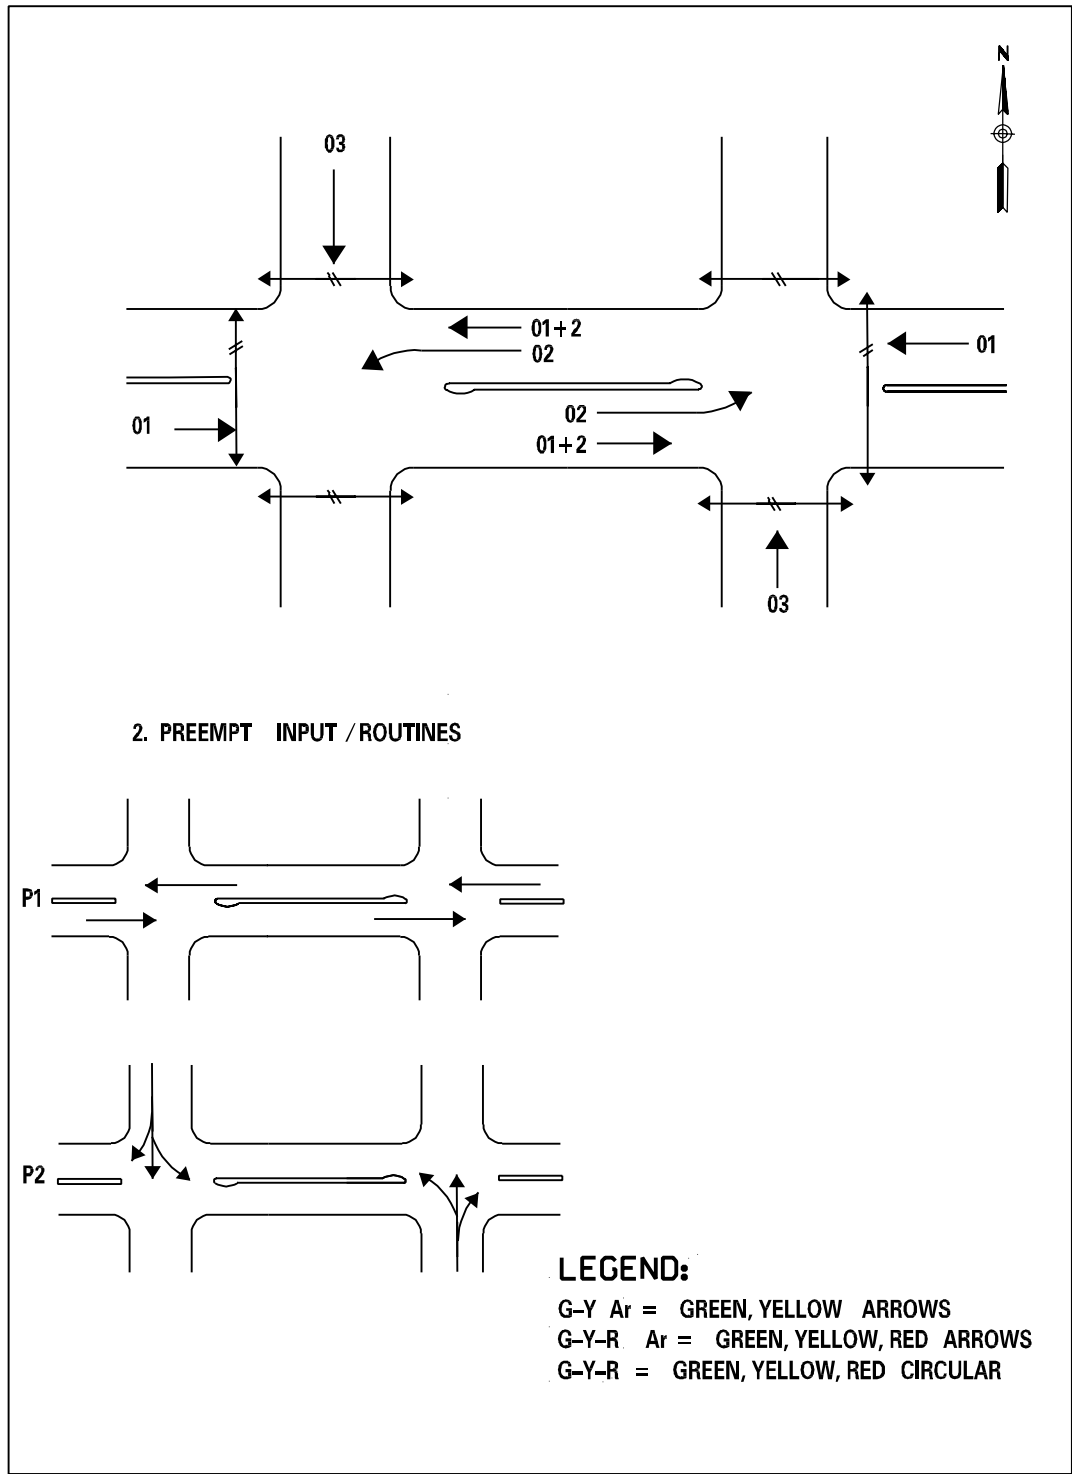 N
03
01+2
02
01
01
02
01+2
03
2. PREEMPT INPUT / ROUTINES
P1
P2
LEGEND:
G–Y Ar = GREEN, YELLOW ARROWS
G–Y–R Ar = GREEN, YELLOW, RED ARROWS
G–Y–R = GREEN, YELLOW, RED CIRCULAR